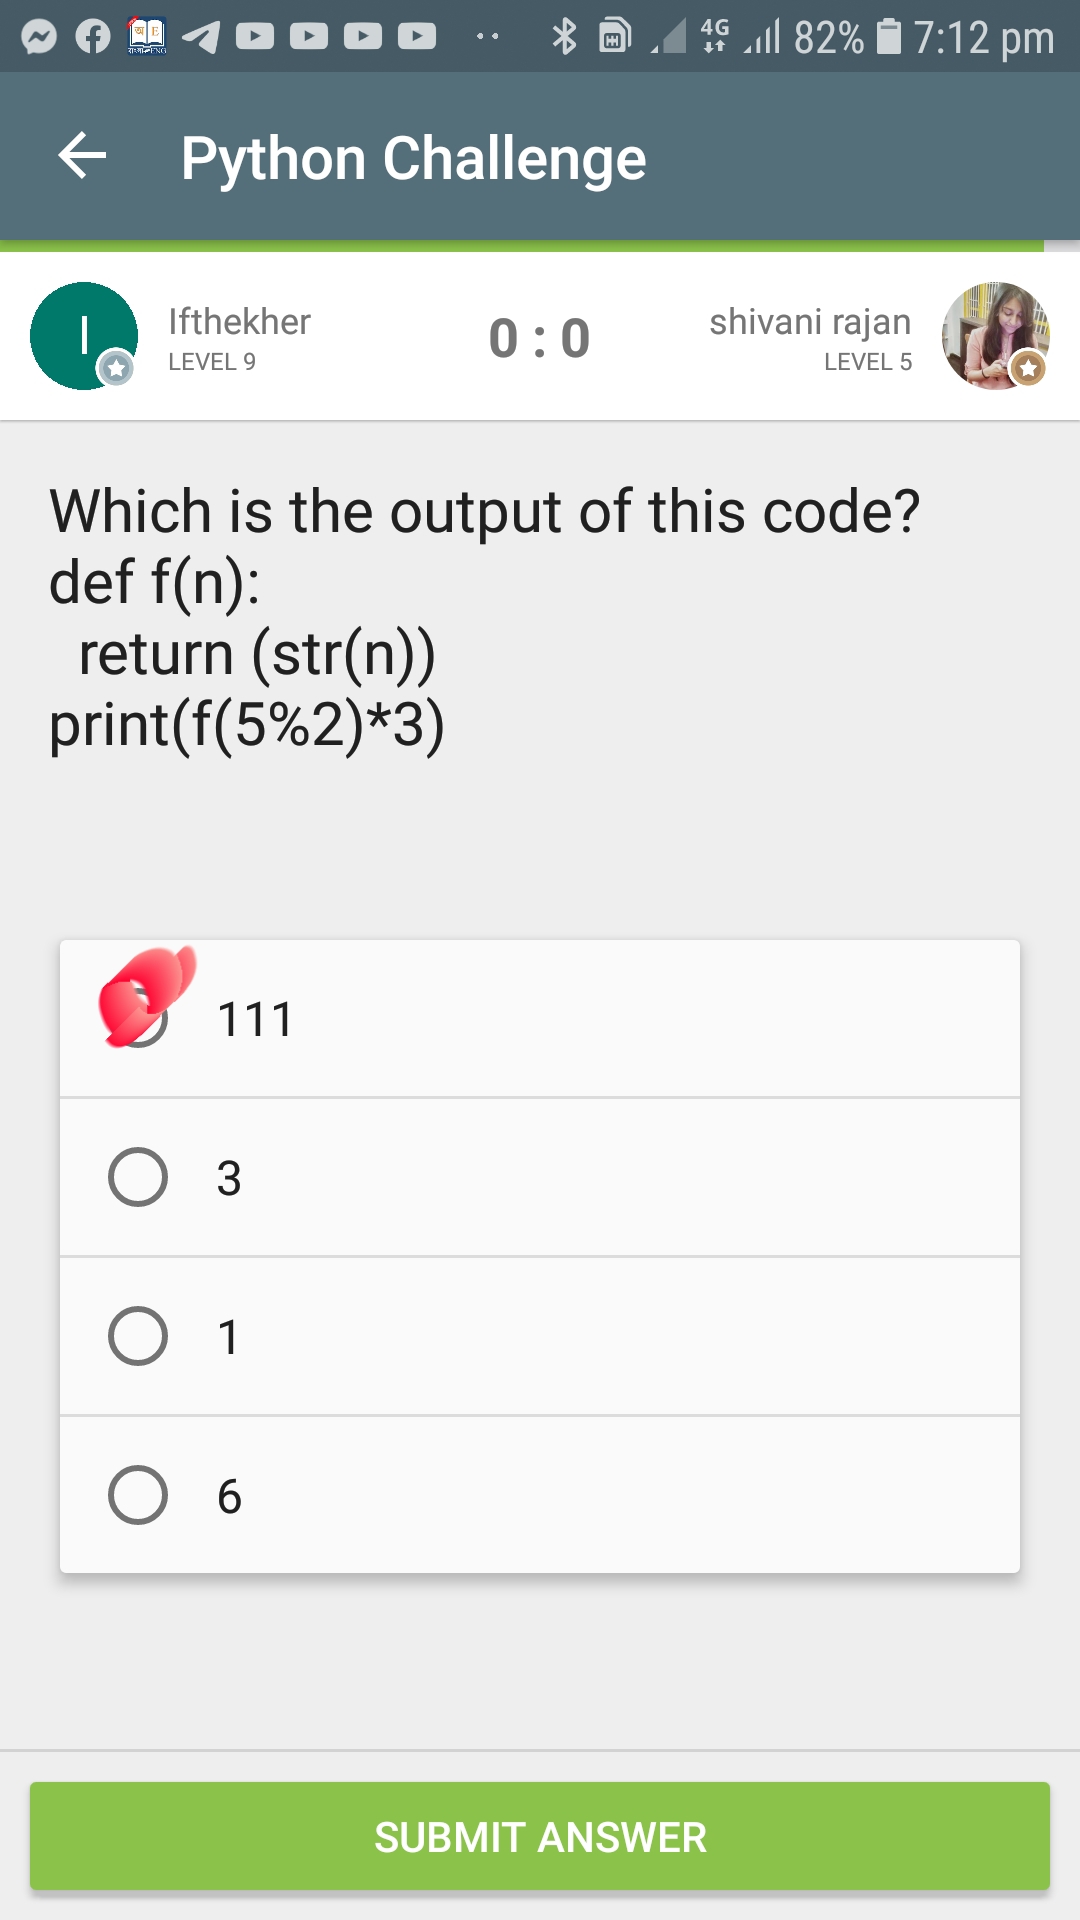 4G 82% 7:12 pm
Python Challenge
Ifthekher
LEVEL 9
0 : 0
shivani rajan
LEVEL 5
I
Which is the output of this code?
def f(n):
  return (str(n))
print(f(5%2)*3)
111
3
1
6
SUBMIT ANSWER